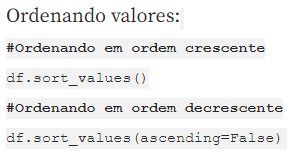 Ordenando valores:
#Ordenando em ordem crescente
df.sort_values()
#Ordenando em ordem decrescente
df.sort_values(ascending=False)